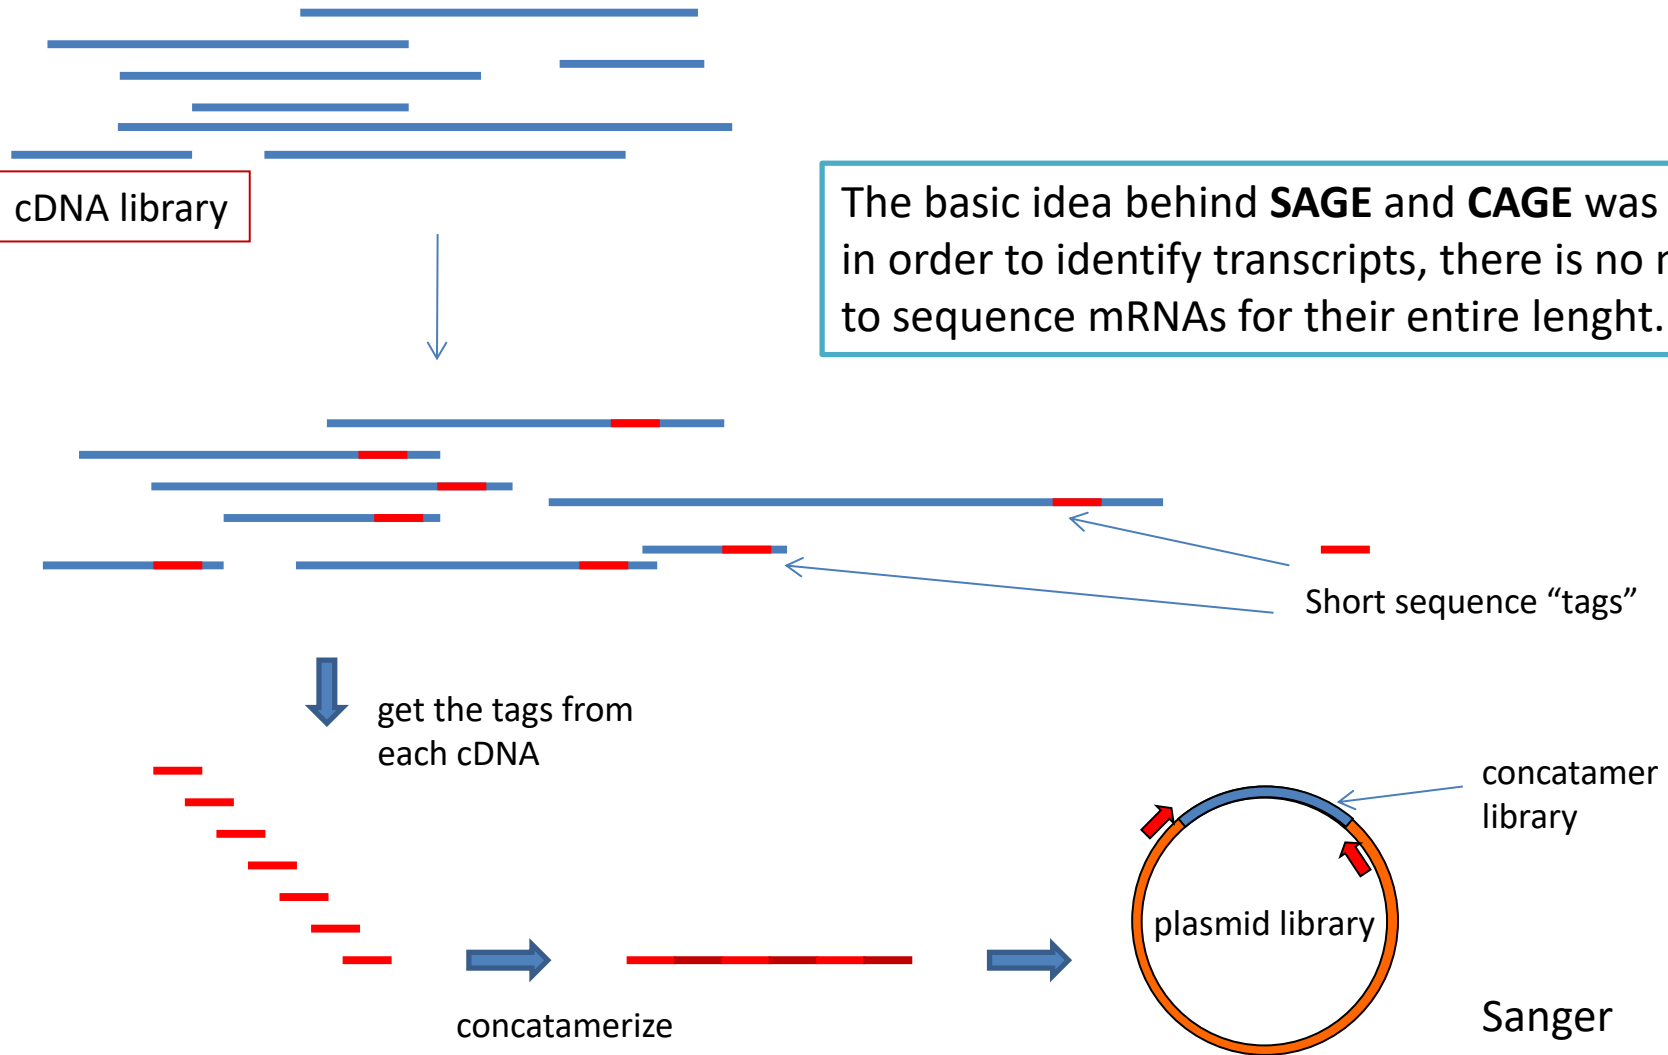 cDNA library
The basic idea behind SAGE and CAGE was
in order to identify transcripts, there is no
to sequence mRNAs for their entire lenght.
Short sequence “tags”
get the tags from
each cDNA
concatamer
library
plasmid library
concatamerize
Sanger